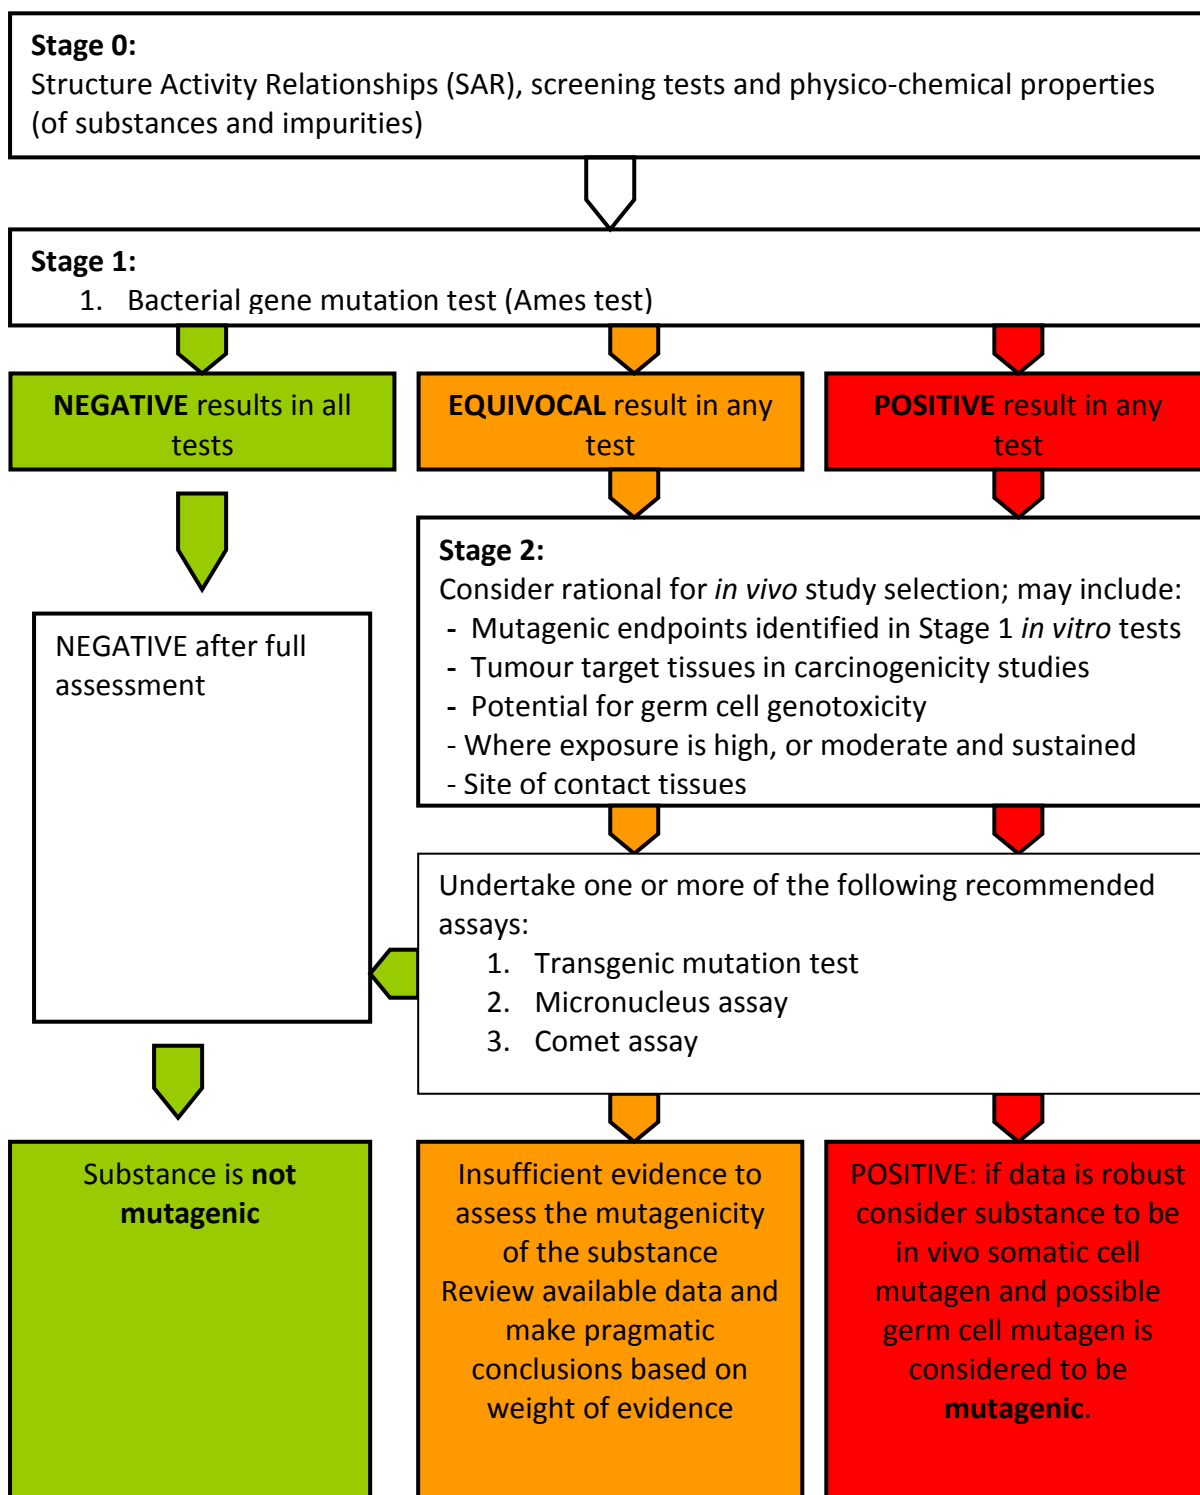 Stage 0:
Structure Activity Relationships (SAR), screening tests and physico-chemical properties
(of substances and impurities)
Stage 1:
1. Bacterial gene mutation test (Ames test)
NEGATIVE results in all
tests
EQUIVOCAL result in any
test
POSITIVE result in any
test
Stage 2:
Consider rational for in vivo study selection; may include:
- Mutagenic endpoints identified in Stage 1 in vitro tests
- Tumour target tissues in carcinogenicity studies
- Potential for germ cell genotoxicity
- Where exposure is high, or moderate and sustained
- Site of contact tissues
NEGATIVE after full
assessment
Undertake one or more of the following recommended
assays:
1. Transgenic mutation test
2. Micronucleus assay
3. Comet assay
Substance is not
mutagenic
Insufficient evidence to
assess the mutagenicity
of the substance
Review available data and
make pragmatic
conclusions based on
weight of evidence
POSITIVE: if data is robust
consider substance to be
in vivo somatic cell
mutagen and possible
germ cell mutagen is
considered to be
mutagenic.